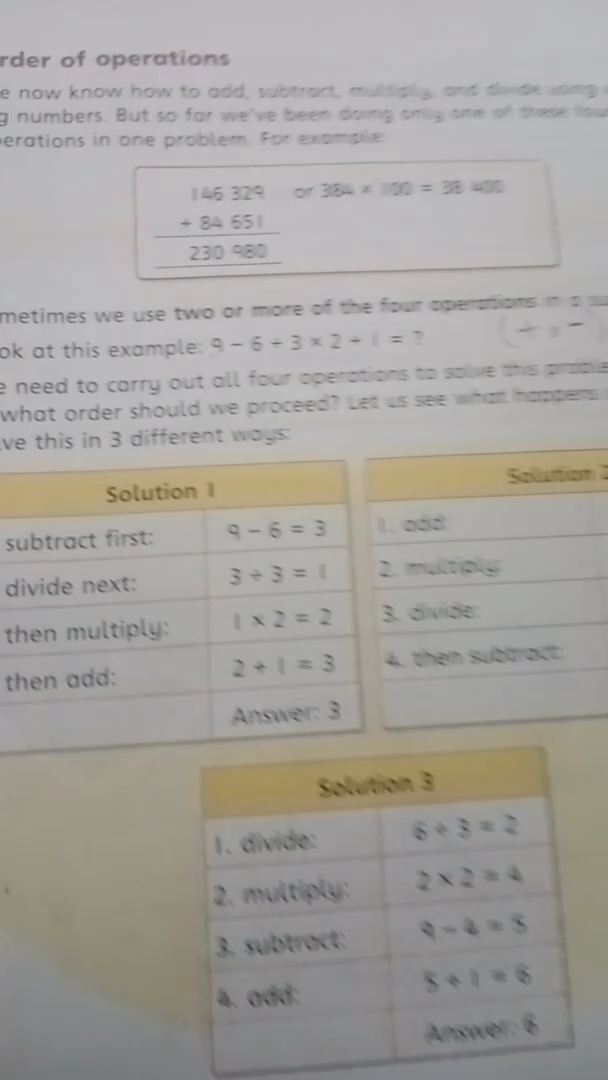 rder of operations
e now know how to add, subtract, multiply, and divide using
g numbers. But so far we've been doing only one of these four
erations in one problem. For example:
146 329 or 384 × 100 = 38 400
+ 84 651
230 980
metimes we use two or more of the four operations in a
ok at this example: 9 – 6 ÷ 3 × 2 + 1 = ?
e need to carry out all four operations to solve this proble
what order should we proceed? Let us see what happens
ve this in 3 different ways:
Solution 1
subtract first: 9 – 6 = 3
divide next: 3 ÷ 3 = 1
then multiply: 1 × 2 = 2
then add: 2 + 1 = 3
Answer: 3
Solution 2
1. add:
2. multiply:
3. divide:
4. then subtract:
Solution 3
1. divide: 6 ÷ 3 = 2
2. multiply: 2 × 2 = 4
3. subtract: 9 – 4 = 5
4. add: 5 + 1 = 6
Answer: 6